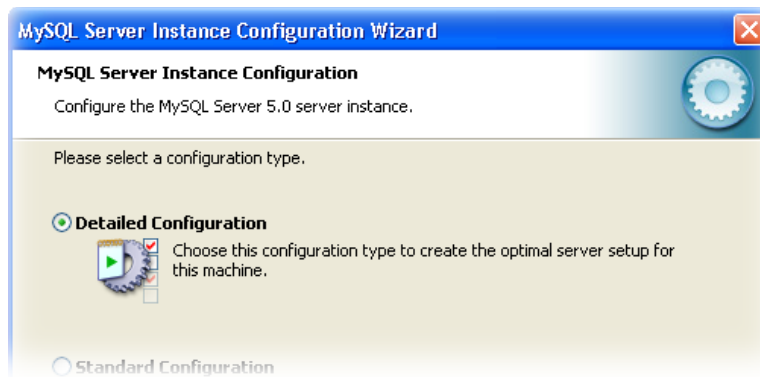 MySQL Server Instance Configuration Wizard
MySQL Server Instance Configuration
Configure the MySQL Server 5.0 server instance.
Please select a configuration type.
Detailed Configuration
Choose this configuration type to create the optimal server setup for
this machine.
Standard Configuration